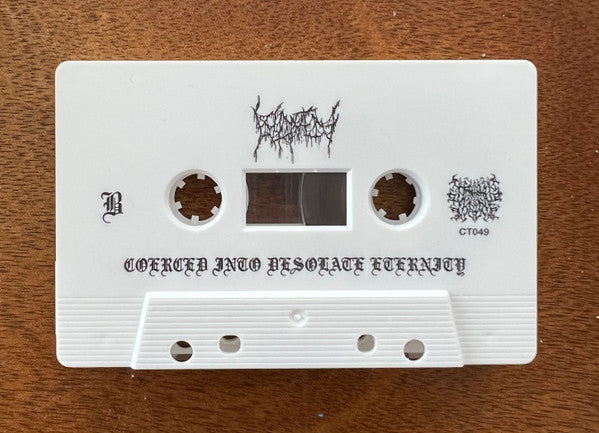 B
CT049
COERCED INTO DESOLATE ETERNITY